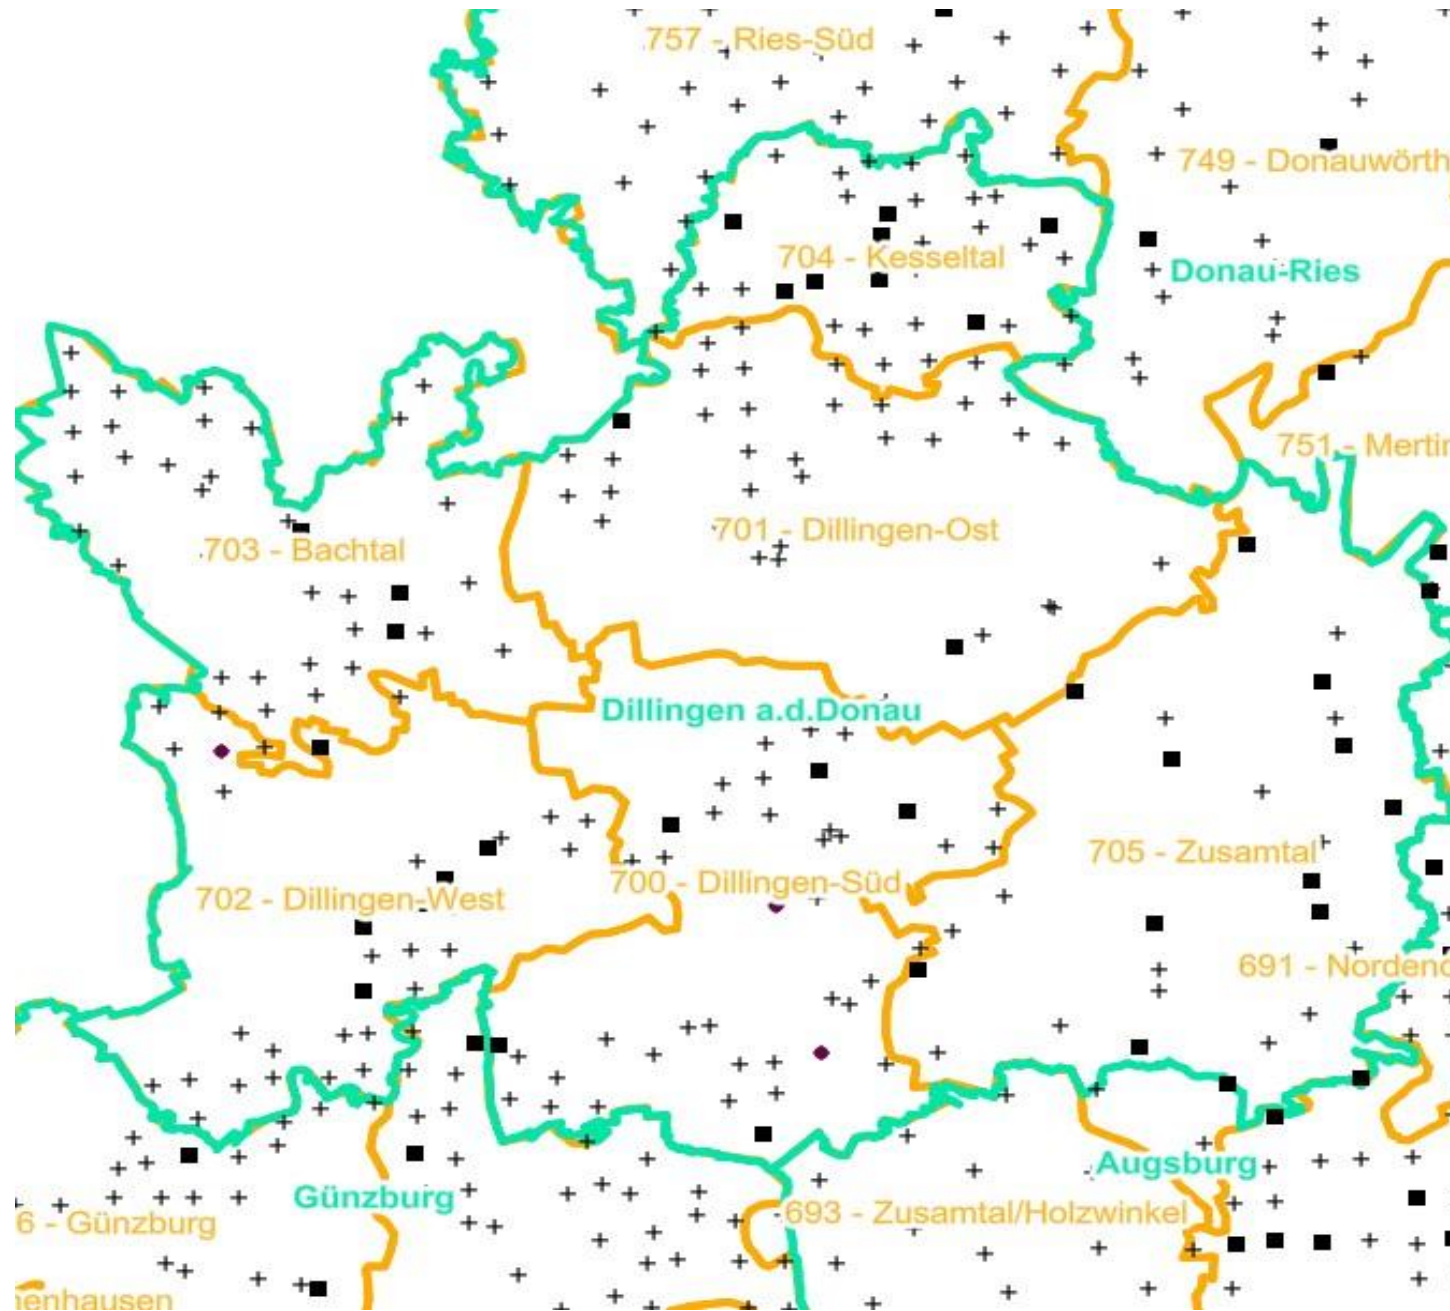 757 - Ries-Süd
749 - Donauwörth
704 - Kesseltal
Donau-Ries
751 - Mertin
701 - Dillingen-Ost
703 - Bachtal
Dillingen a.d.Donau
705 - Zusamtal
700 - Dillingen-Süd
702 - Dillingen-West
691 - Nordend
Augsburg
Günzburg
693 - Zusamtal/Holzwinkel
6 - Günzburg
enhausen